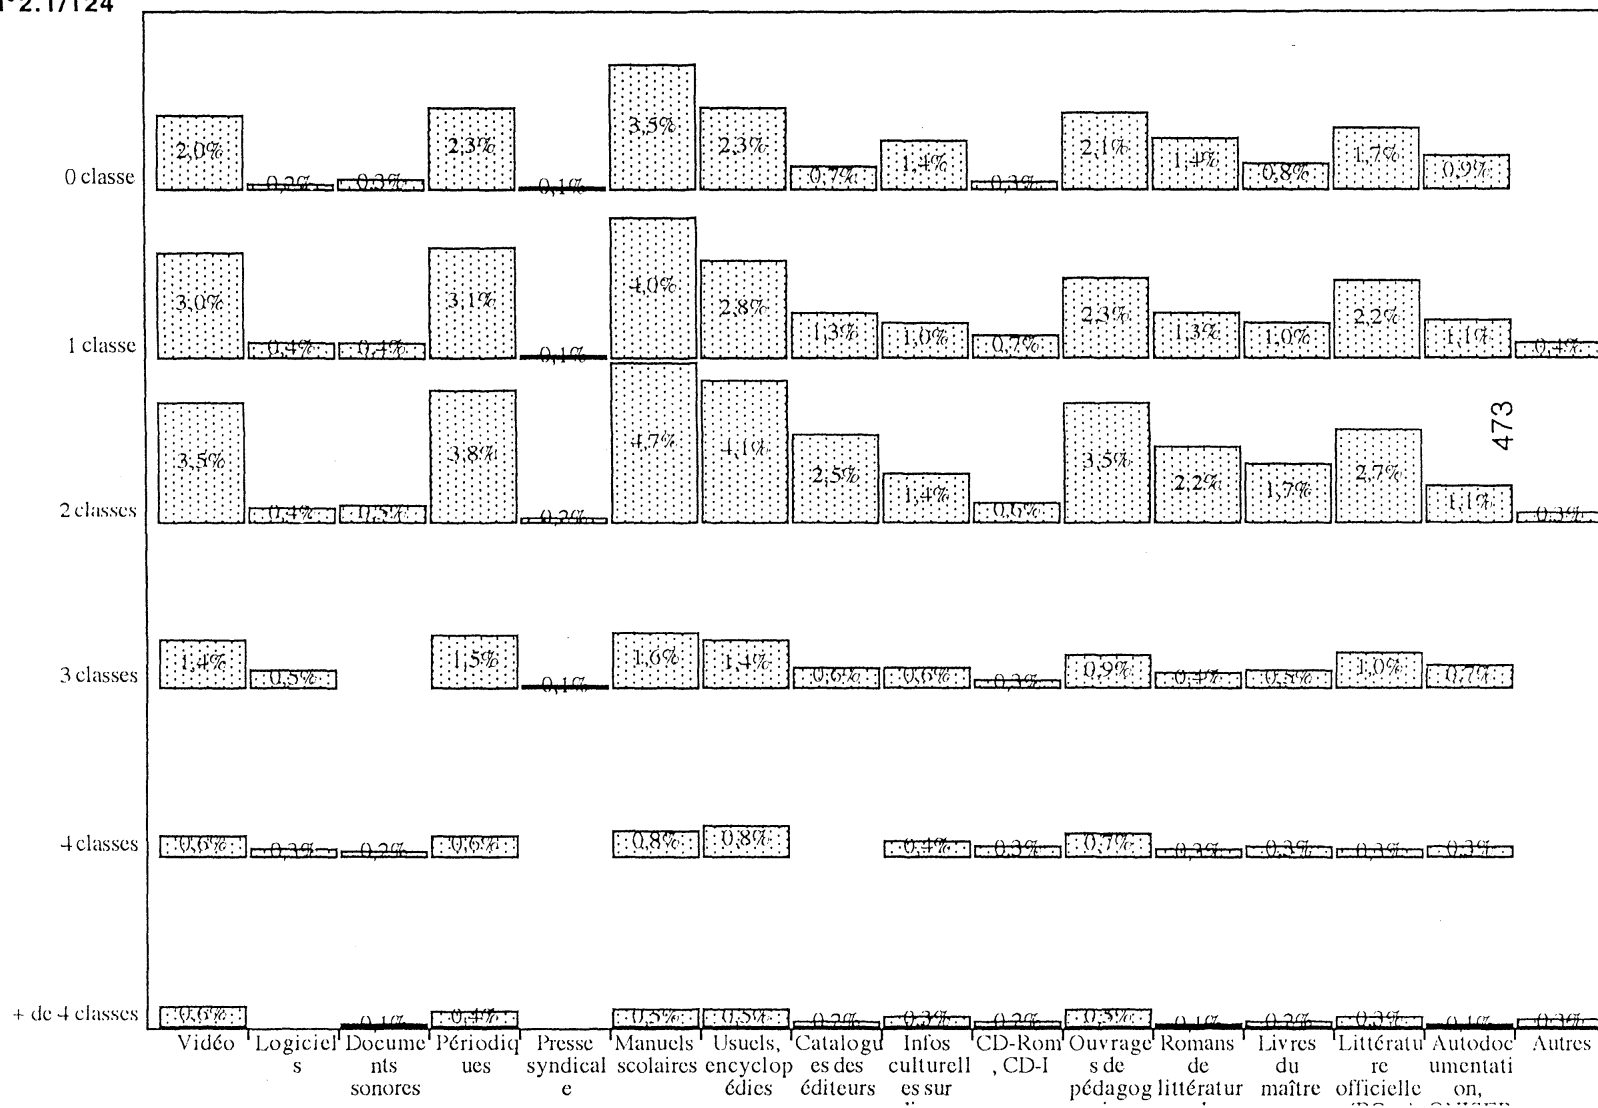 2.1/124
2,0%
0,2%
0,3%
2,3%
0,1%
3,5%
2,3%
0,7%
1,4%
0,3%
2,1%
1,4%
0,8%
1,7%
0,9%
0 classe
3,0%
0,4%
0,4%
3,1%
0,1%
4,0%
2,8%
1,3%
1,0%
0,7%
2,3%
1,3%
1,0%
2,2%
1,1%
0,4%
1 classe
3,5%
0,4%
0,5%
3,8%
0,2%
4,7%
4,1%
2,5%
1,4%
0,6%
3,5%
2,2%
1,7%
2,7%
1,1%
0,3%
2 classes
473
1,4%
0,5%
1,5%
0,1%
1,6%
1,4%
0,6%
0,6%
0,3%
0,9%
0,4%
0,5%
1,0%
0,7%
3 classes
0,6%
0,3%
0,2%
0,6%
0,8%
0,8%
0,4%
0,3%
0,7%
0,3%
0,3%
0,3%
0,3%
4 classes
0,6%
0,1%
0,4%
0,5%
0,5%
0,2%
0,3%
0,2%
0,5%
0,1%
0,2%
0,3%
0,1%
0,3%
+ de 4 classes
Vidéo
Logiciel
s
Docume
nts
sonores
Périodiq
ues
Presse
syndical
e
Manuels
scolaires
Usuels,
encyclop
édies
Catalogu
es des
éditeurs
Infos
culturell
es sur
CD-Rom
, CD-I
Ouvrage
s de
pédagog
Romans
de
littératur
Livres
du
maître
Littératu
re
officielle
Autodoc
umentati
on,
Autres